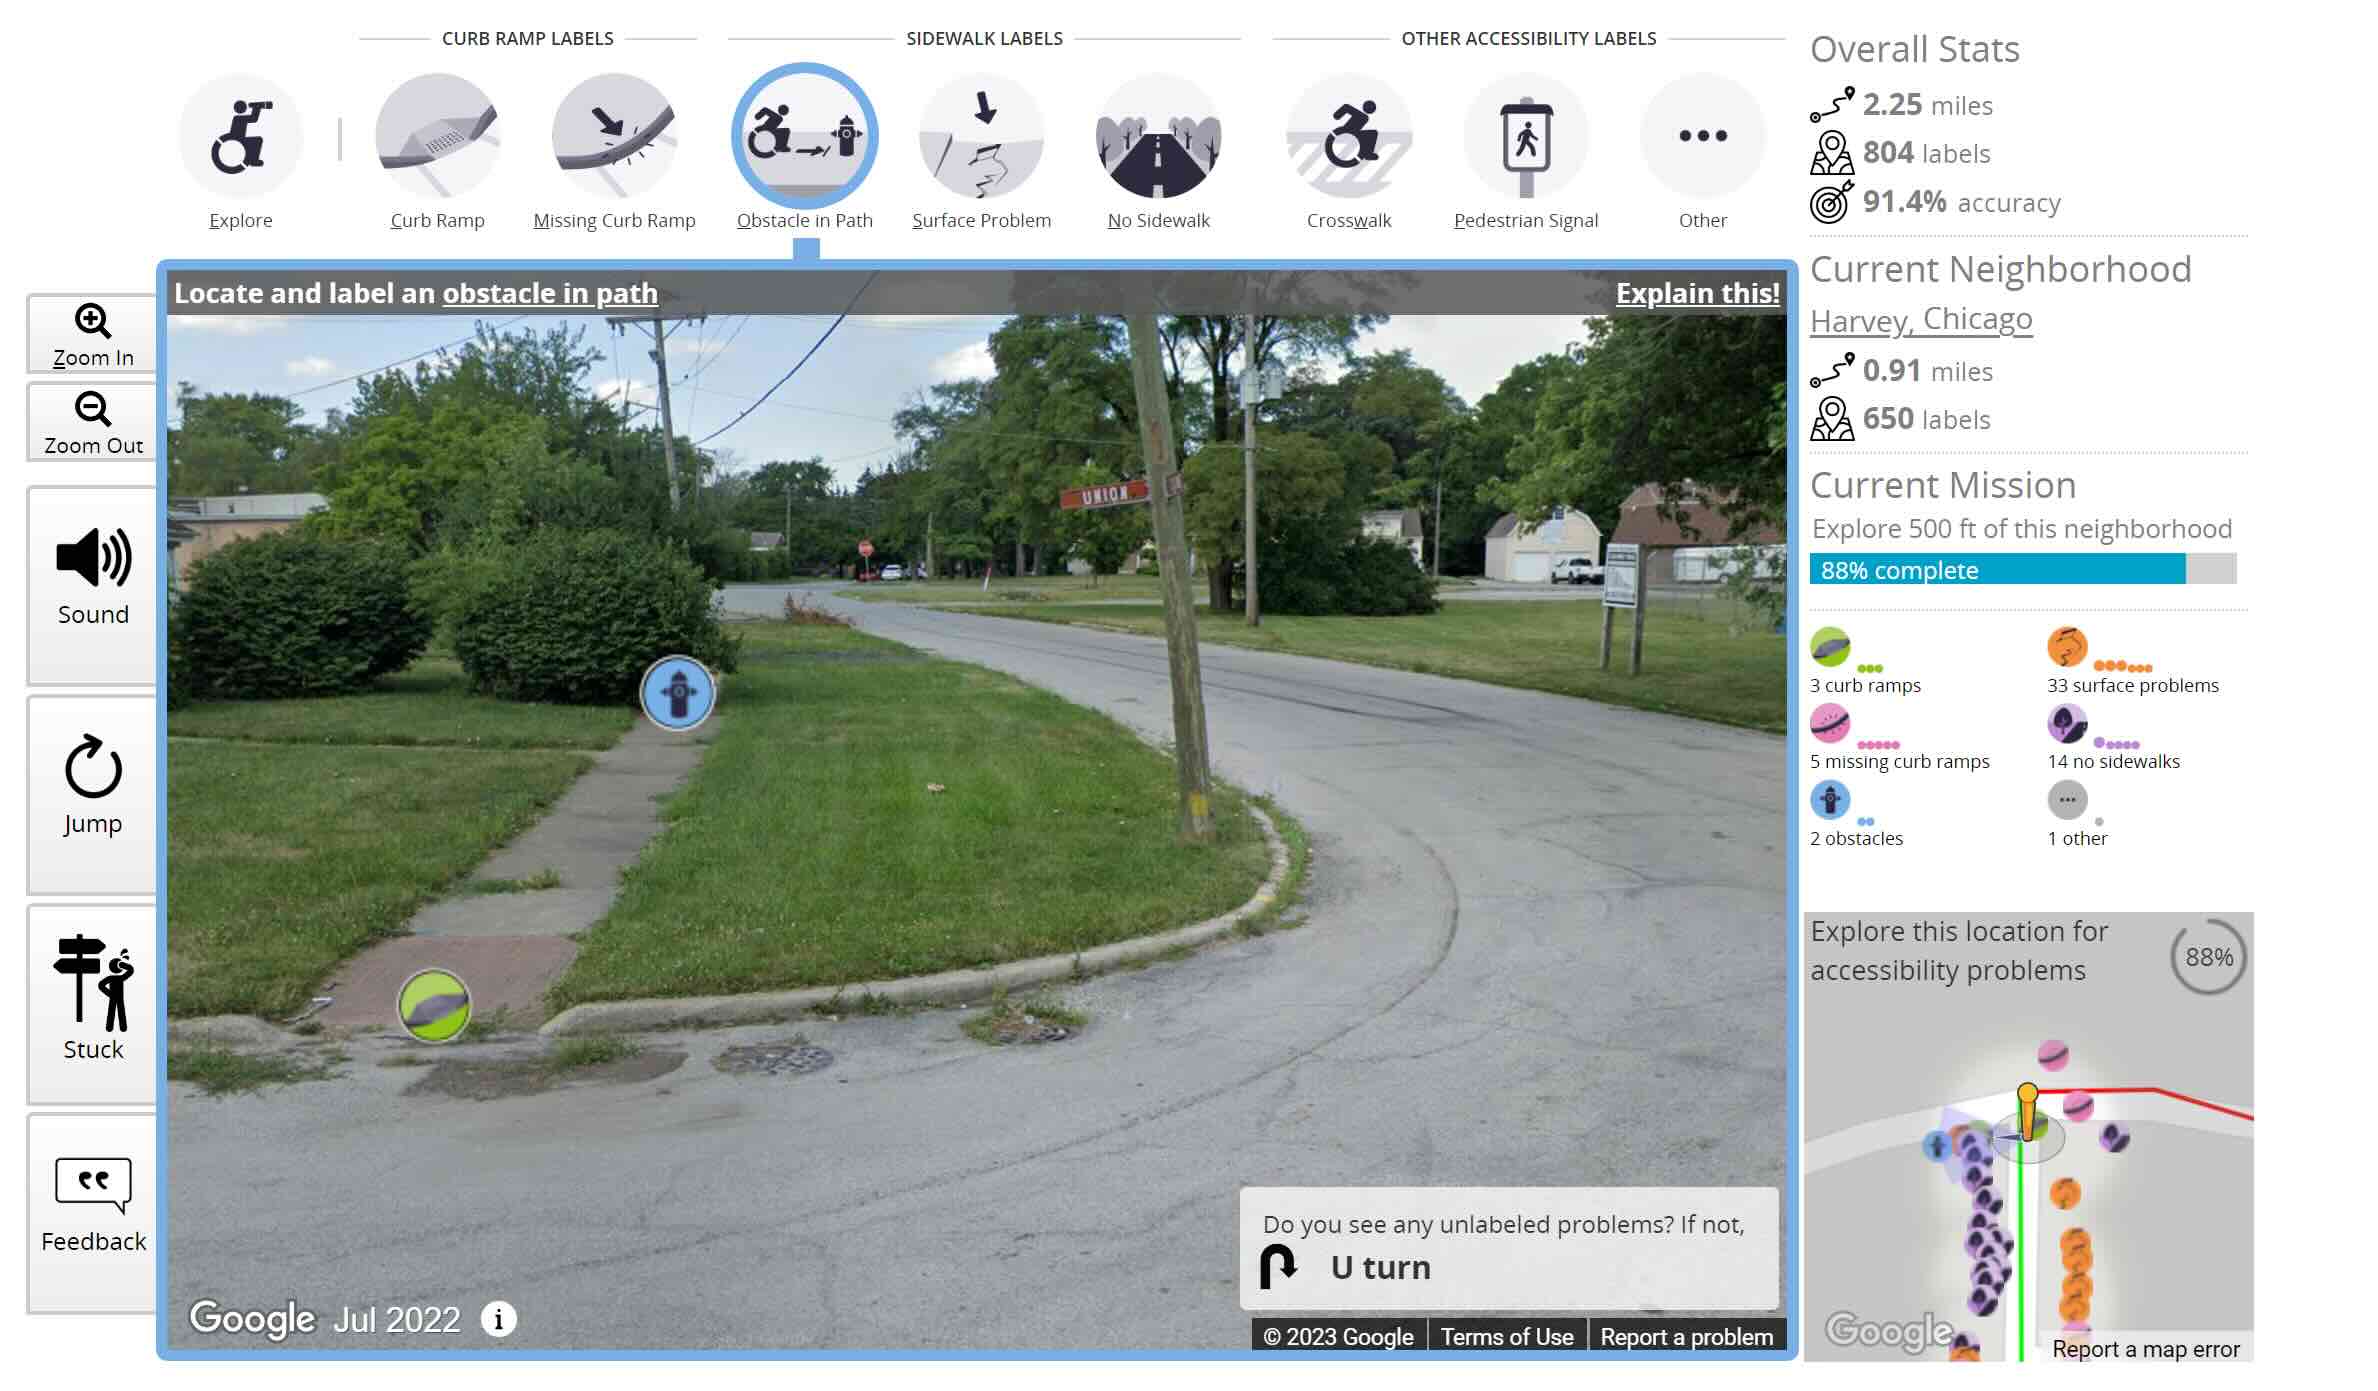 CURB RAMP LABELS
SIDEWALK LABELS
OTHER ACCESSIBILITY LABELS
Explore
Curb Ramp
Missing Curb Ramp
Obstacle in Path
Surface Problem
No Sidewalk
Crosswalk
Pedestrian Signal
Other
Locate and label an obstacle in path
Explain this!
Zoom In
Zoom Out
Sound
Jump
Stuck
Feedback
UNION
Do you see any unlabeled problems? If not,
U turn
Google Jul 2022 i
© 2023 Google Terms of Use Report a problem
Overall Stats
2.25 miles
804 labels
91.4% accuracy
Current Neighborhood
Harvey, Chicago
0.91 miles
650 labels
Current Mission
Explore 500 ft of this neighborhood
88% complete
3 curb ramps
33 surface problems
5 missing curb ramps
14 no sidewalks
2 obstacles
1 other
Explore this location for
accessibility problems
88%
Google
Report a map error